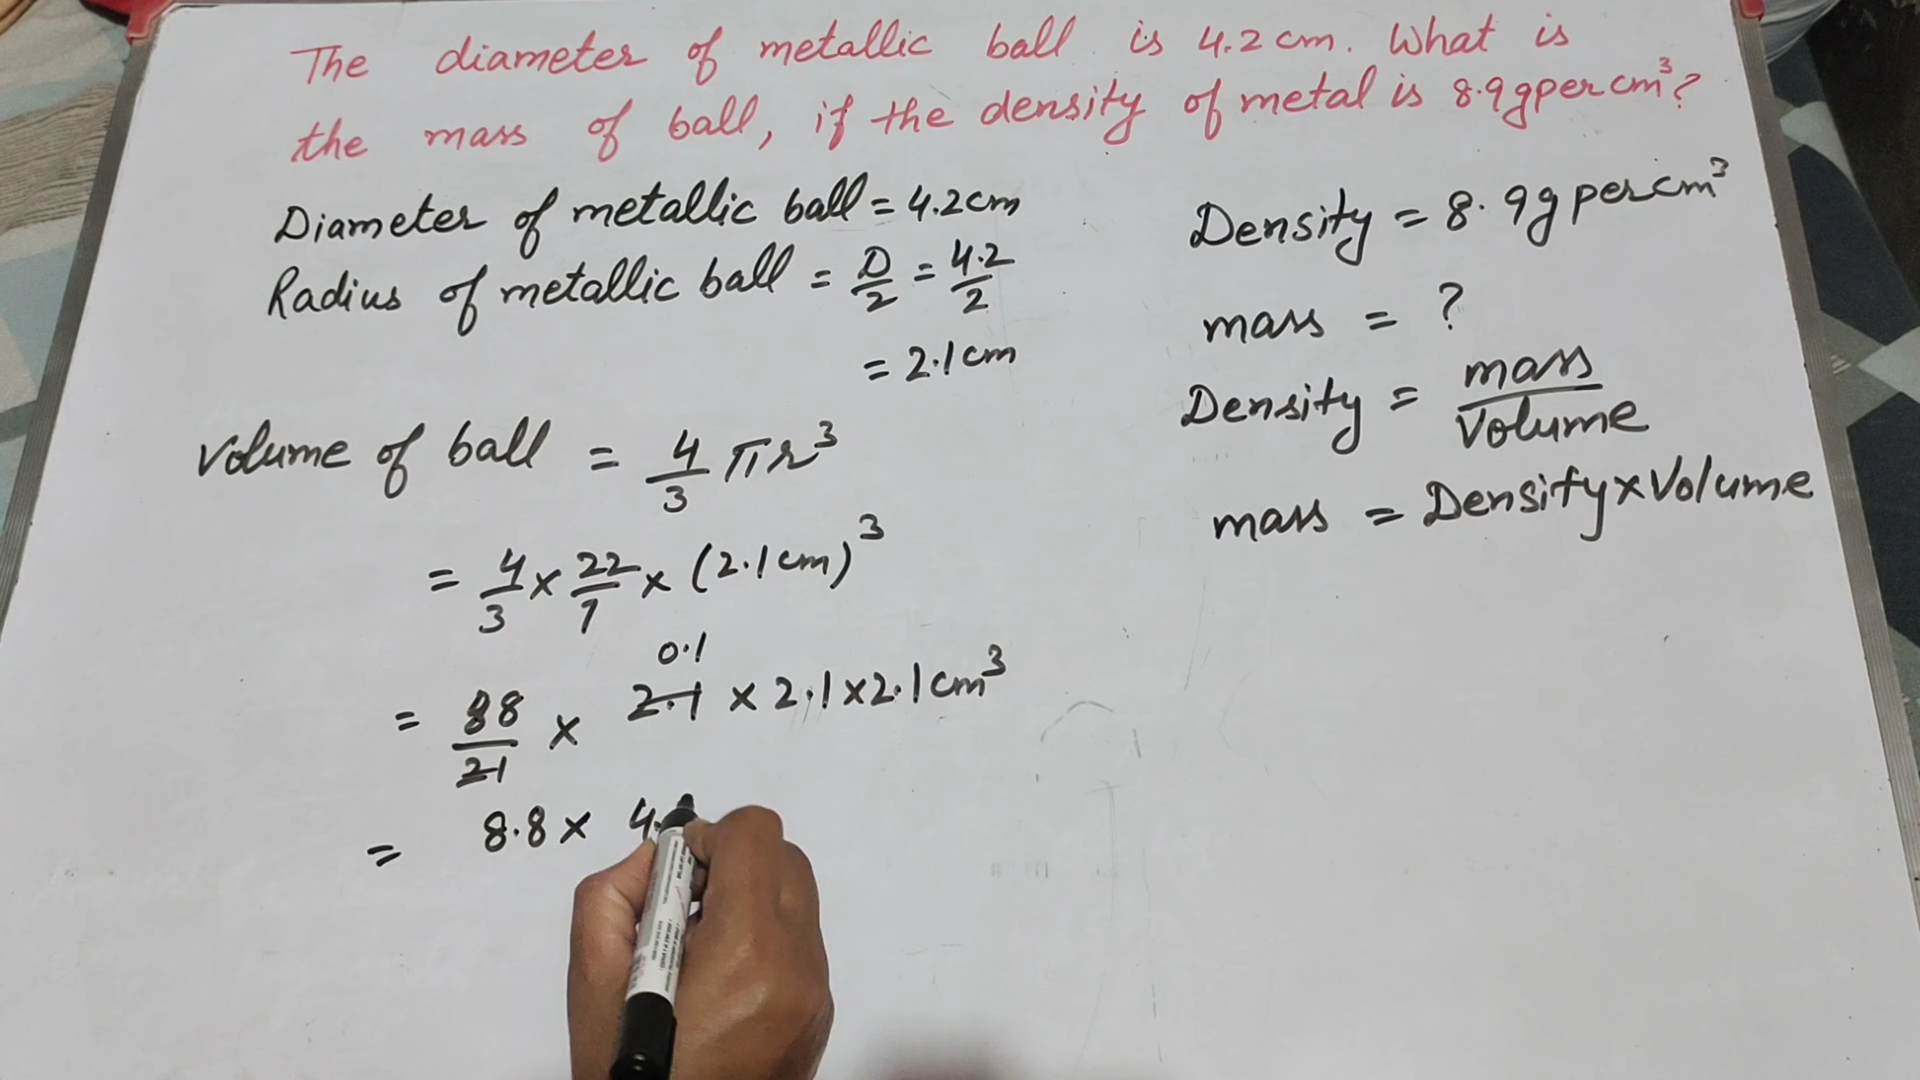 The diameter of metallic ball is 4.2 cm. What is
the mass of ball, if the density of metal is 8.9g per cm³?
Diameter of metallic ball = 4.2cm
Radius of metallic ball = D/2 = 4.2/2
= 2.1cm
Volume of ball = 4/3 πr³
= 4/3 × 22/7 × (2.1cm)³
0.1
= 88/21 × 2.1 × 2.1 × 2.1 cm³
= 8.8 × 4.
Density = 8.9g per cm³
mass = ?
Density = mass/Volume
mass = Density × Volume